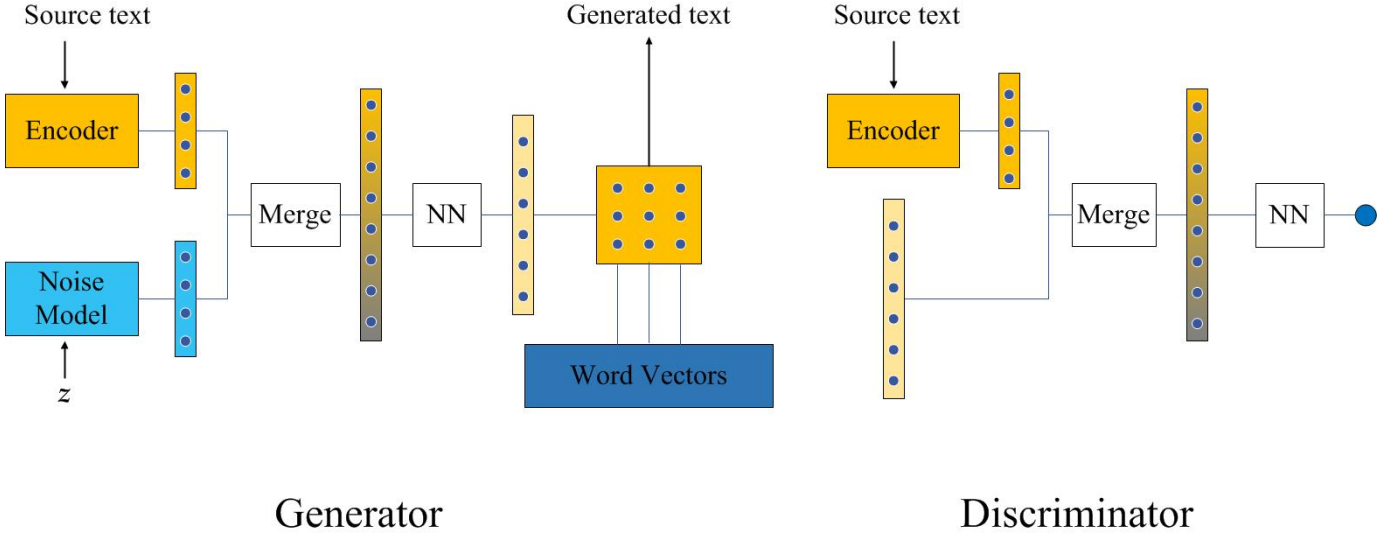 Source text
Generated text
Source text
Encoder
Encoder
Merge
NN
Merge
NN
Noise
Model
Word Vectors
z
Generator
Discriminator